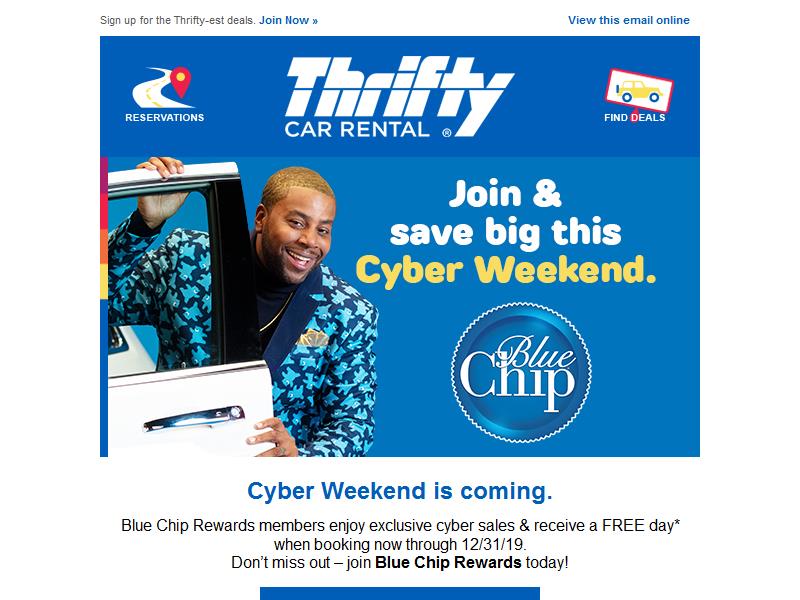 Sign up for the Thrifty-est deals. Join Now »
View this email online
RESERVATIONS
Thrifty
CAR RENTAL ®
FIND DEALS
Join &
save big this
Cyber Weekend.
Blue
Chip
Cyber Weekend is coming.
Blue Chip Rewards members enjoy exclusive cyber sales & receive a FREE day*
when booking now through 12/31/19.
Don’t miss out – join Blue Chip Rewards today!